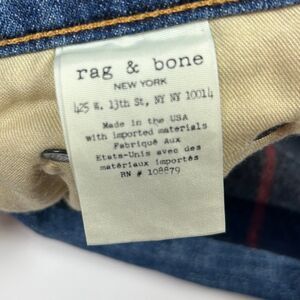 rag & bone
NEW YORK
425 W. 13th St, NY NY 10014
Made in the USA
with imported materials
Fabriqué Aux
Etats-Unis avec des
matériaux importés
RN # 108879